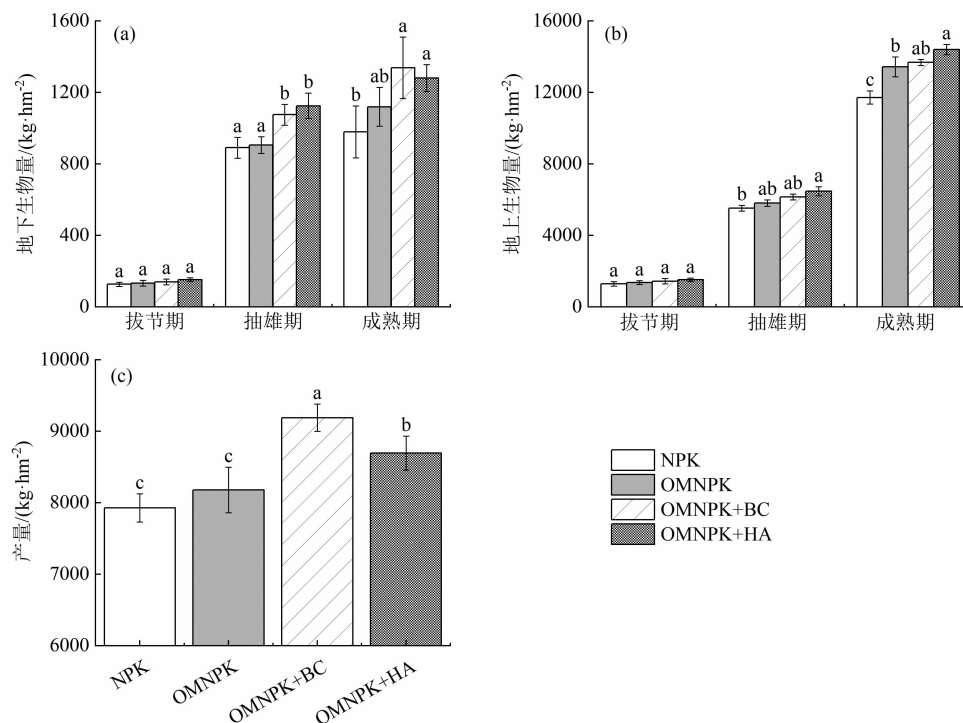 (a)
地下生物量/(kg·hm⁻²)
1600
1200
800
400
0
a a a a
a a b b
b ab a a
拔节期 抽雄期 成熟期
(b)
地上生物量/(kg·hm⁻²)
16000
12000
8000
4000
0
a a a a
b ab ab a
c b b a
拔节期 抽雄期 成熟期
(c)
产量/(kg·hm⁻²)
10000
9000
8000
7000
6000
c c a b
NPK OMNPK OMNPK+BC OMNPK+HA
NPK
OMNPK
OMNPK+BC
OMNPK+HA